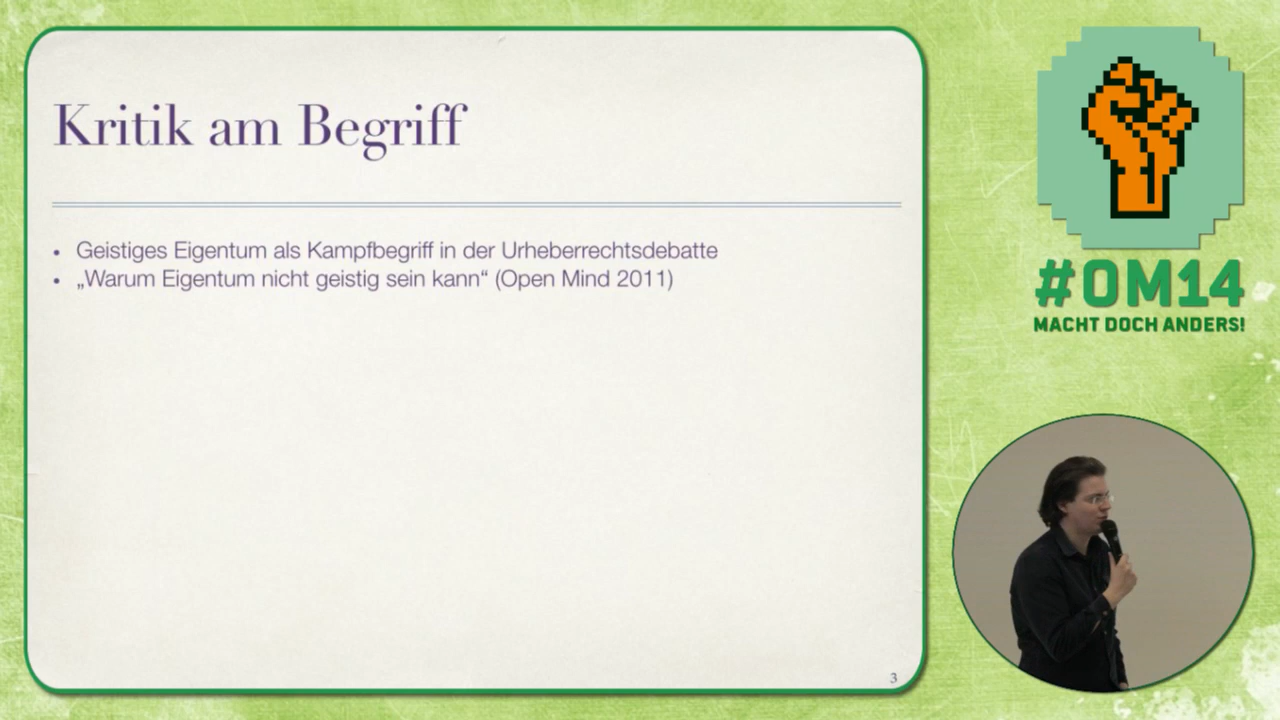 Kritik am Begriff
• Geistiges Eigentum als Kampfbegriff in der Urheberrechtsdebatte
• „Warum Eigentum nicht geistig sein kann“ (Open Mind 2011)
3
#OM14
MACHT DOCH ANDERS!